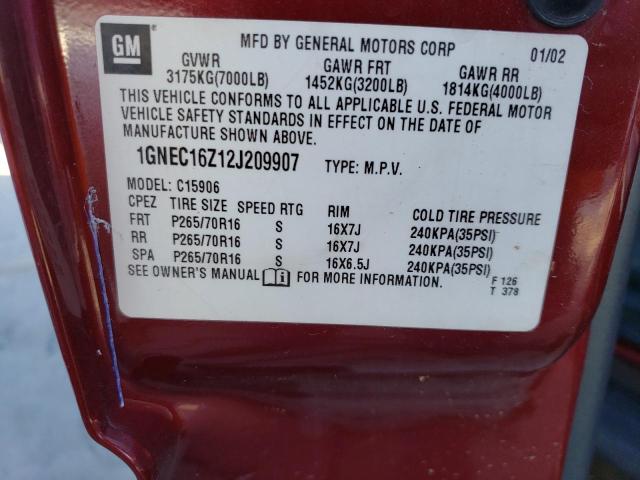 GM
MFD BY GENERAL MOTORS CORP 01/02
GVWR GAWR FRT GAWR RR
3175KG(7000LB) 1452KG(3200LB) 1814KG(4000LB)
THIS VEHICLE CONFORMS TO ALL APPLICABLE U.S. FEDERAL MOTOR
VEHICLE SAFETY STANDARDS IN EFFECT ON THE DATE OF
MANUFACTURE SHOWN ABOVE.
1GNEC16Z12J209907 TYPE: M.P.V.
MODEL: C15906
CPEZ TIRE SIZE SPEED RTG RIM COLD TIRE PRESSURE
FRT P265/70R16 S 16X7J 240KPA(35PSI)
RR P265/70R16 S 16X7J 240KPA(35PSI)
SPA P265/70R16 S 16X6.5J 240KPA(35PSI)
SEE OWNER'S MANUAL FOR MORE INFORMATION.
F 126
T 378